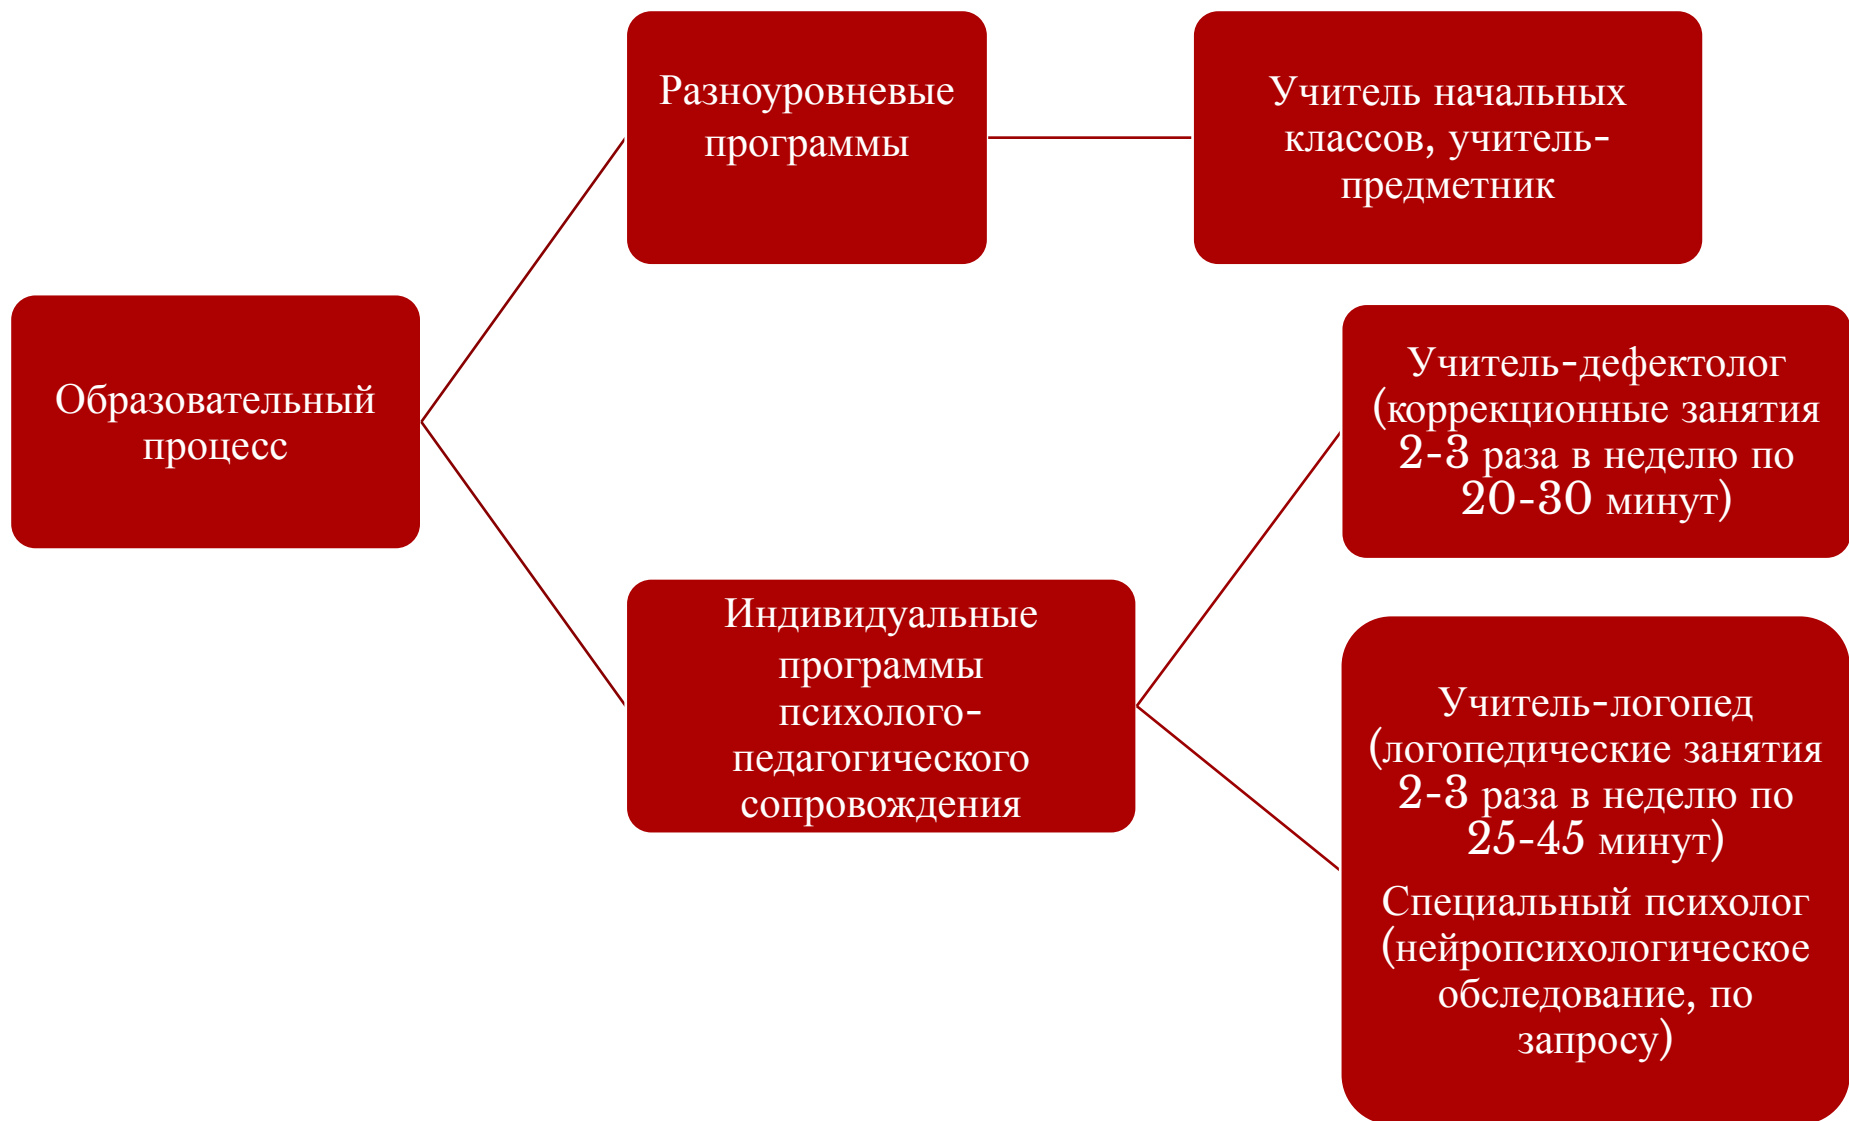 Разноуровневые
программы
Учитель начальных
классов, учитель-
предметник
Образовательный
процесс
Учитель-дефектолог
(коррекционные занятия
2-3 раза в неделю по
20-30 минут)
Индивидуальные
программы
психолого-
педагогического
сопровождения
Учитель-логопед
(логопедические занятия
2-3 раза в неделю по
25-45 минут)
Специальный психолог
(нейропсихологическое
обследование, по
запросу)